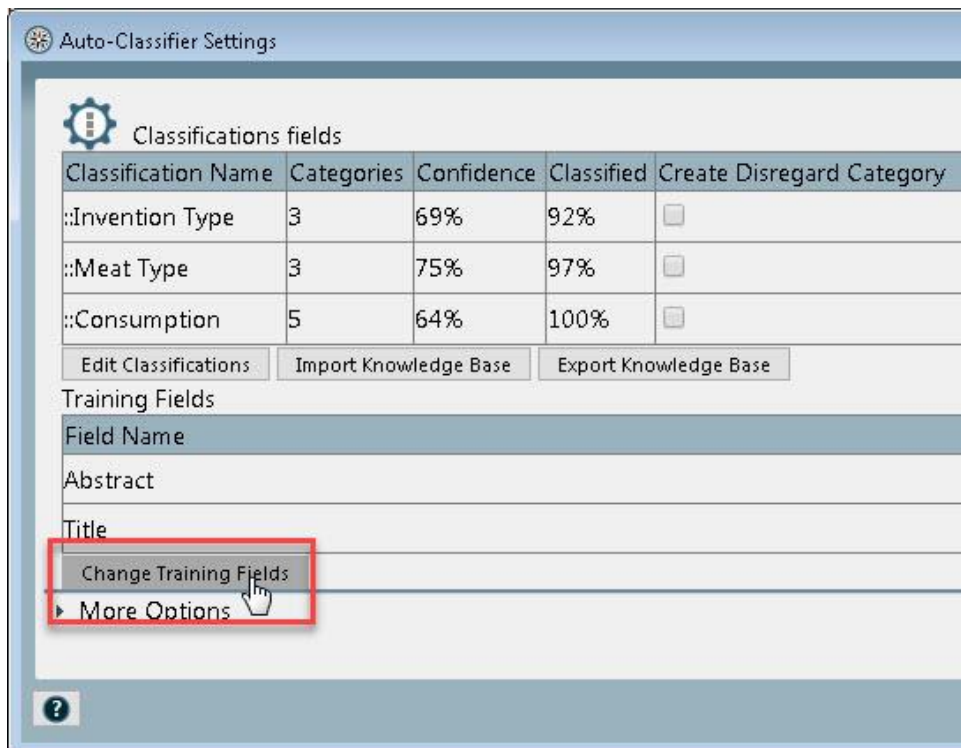 Auto-Classifier Settings
Classifications fields
Classification Name Categories Confidence Classified Create Disregard Category
::Invention Type 3 69% 92%
::Meat Type 3 75% 97%
::Consumption 5 64% 100%
Edit Classifications Import Knowledge Base Export Knowledge Base
Training Fields
Field Name
Abstract
Title
Change Training Fields
More Options
?